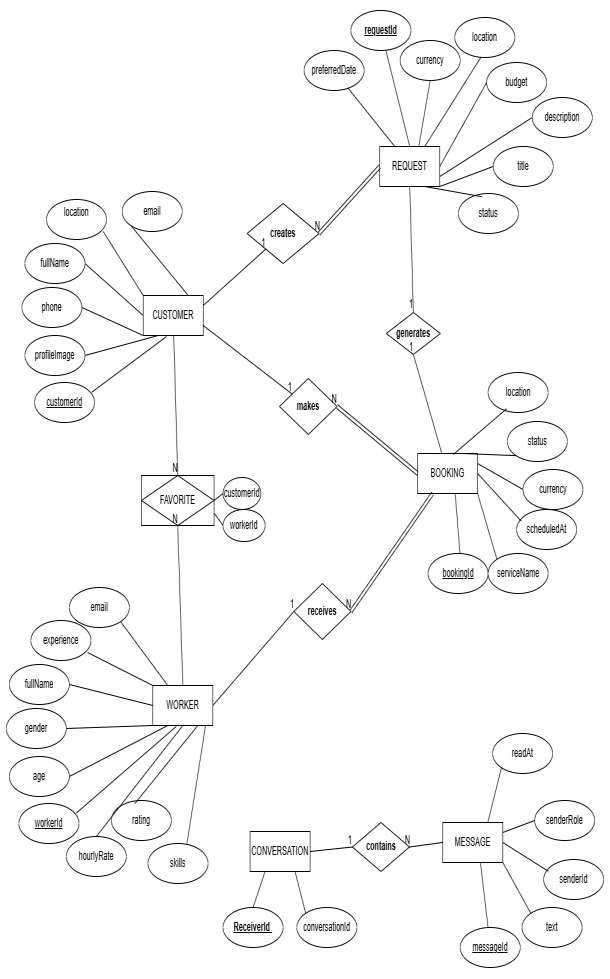 requestId
location
currency
preferredDate
budget
description
REQUEST
title
status
email
location
creates
N
1
fullName
phone
CUSTOMER
profileImage
customerId
1
generates
1
1
makes
N
location
status
BOOKING
currency
scheduledAt
bookingId
serviceName
N
FAVORITE
N
customerId
workerId
email
experience
1
receives
N
fullName
WORKER
gender
age
workerId
rating
hourlyRate
skills
readAt
senderRole
CONVERSATION
1
contains
N
MESSAGE
senderId
ReceiverId
conversationId
text
messageId